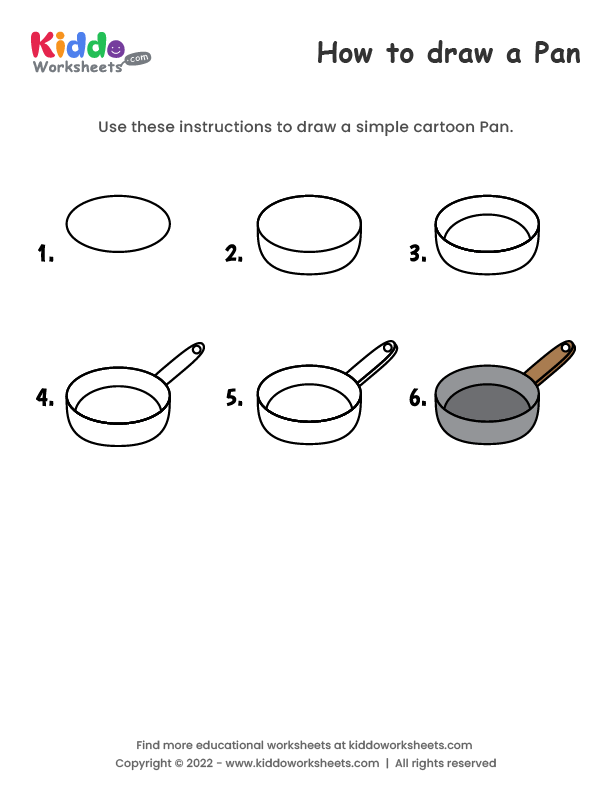 Kiddo
Worksheets.com
How to draw a Pan
Use these instructions to draw a simple cartoon Pan.
1.
2.
3.
4.
5.
6.
Find more educational worksheets at kiddoworksheets.com
Copyright © 2022 - www.kiddoworksheets.com | All rights reserved